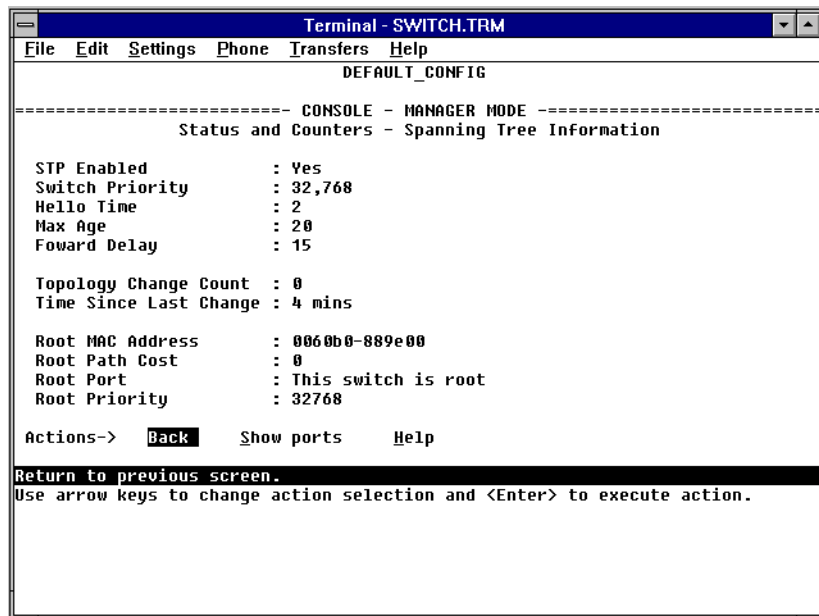 Terminal - SWITCH.TRM
File Edit Settings Phone Transfers Help
DEFAULT_CONFIG
==========================- CONSOLE - MANAGER MODE -===========================
Status and Counters - Spanning Tree Information
STP Enabled : Yes
Switch Priority : 32,768
Hello Time : 2
Max Age : 20
Foward Delay : 15
Topology Change Count : 0
Time Since Last Change : 4 mins
Root MAC Address : 0060b0-889e00
Root Path Cost : 0
Root Port : This switch is root
Root Priority : 32768
Actions-> Back Show ports Help
Return to previous screen.
Use arrow keys to change action selection and <Enter> to execute action.